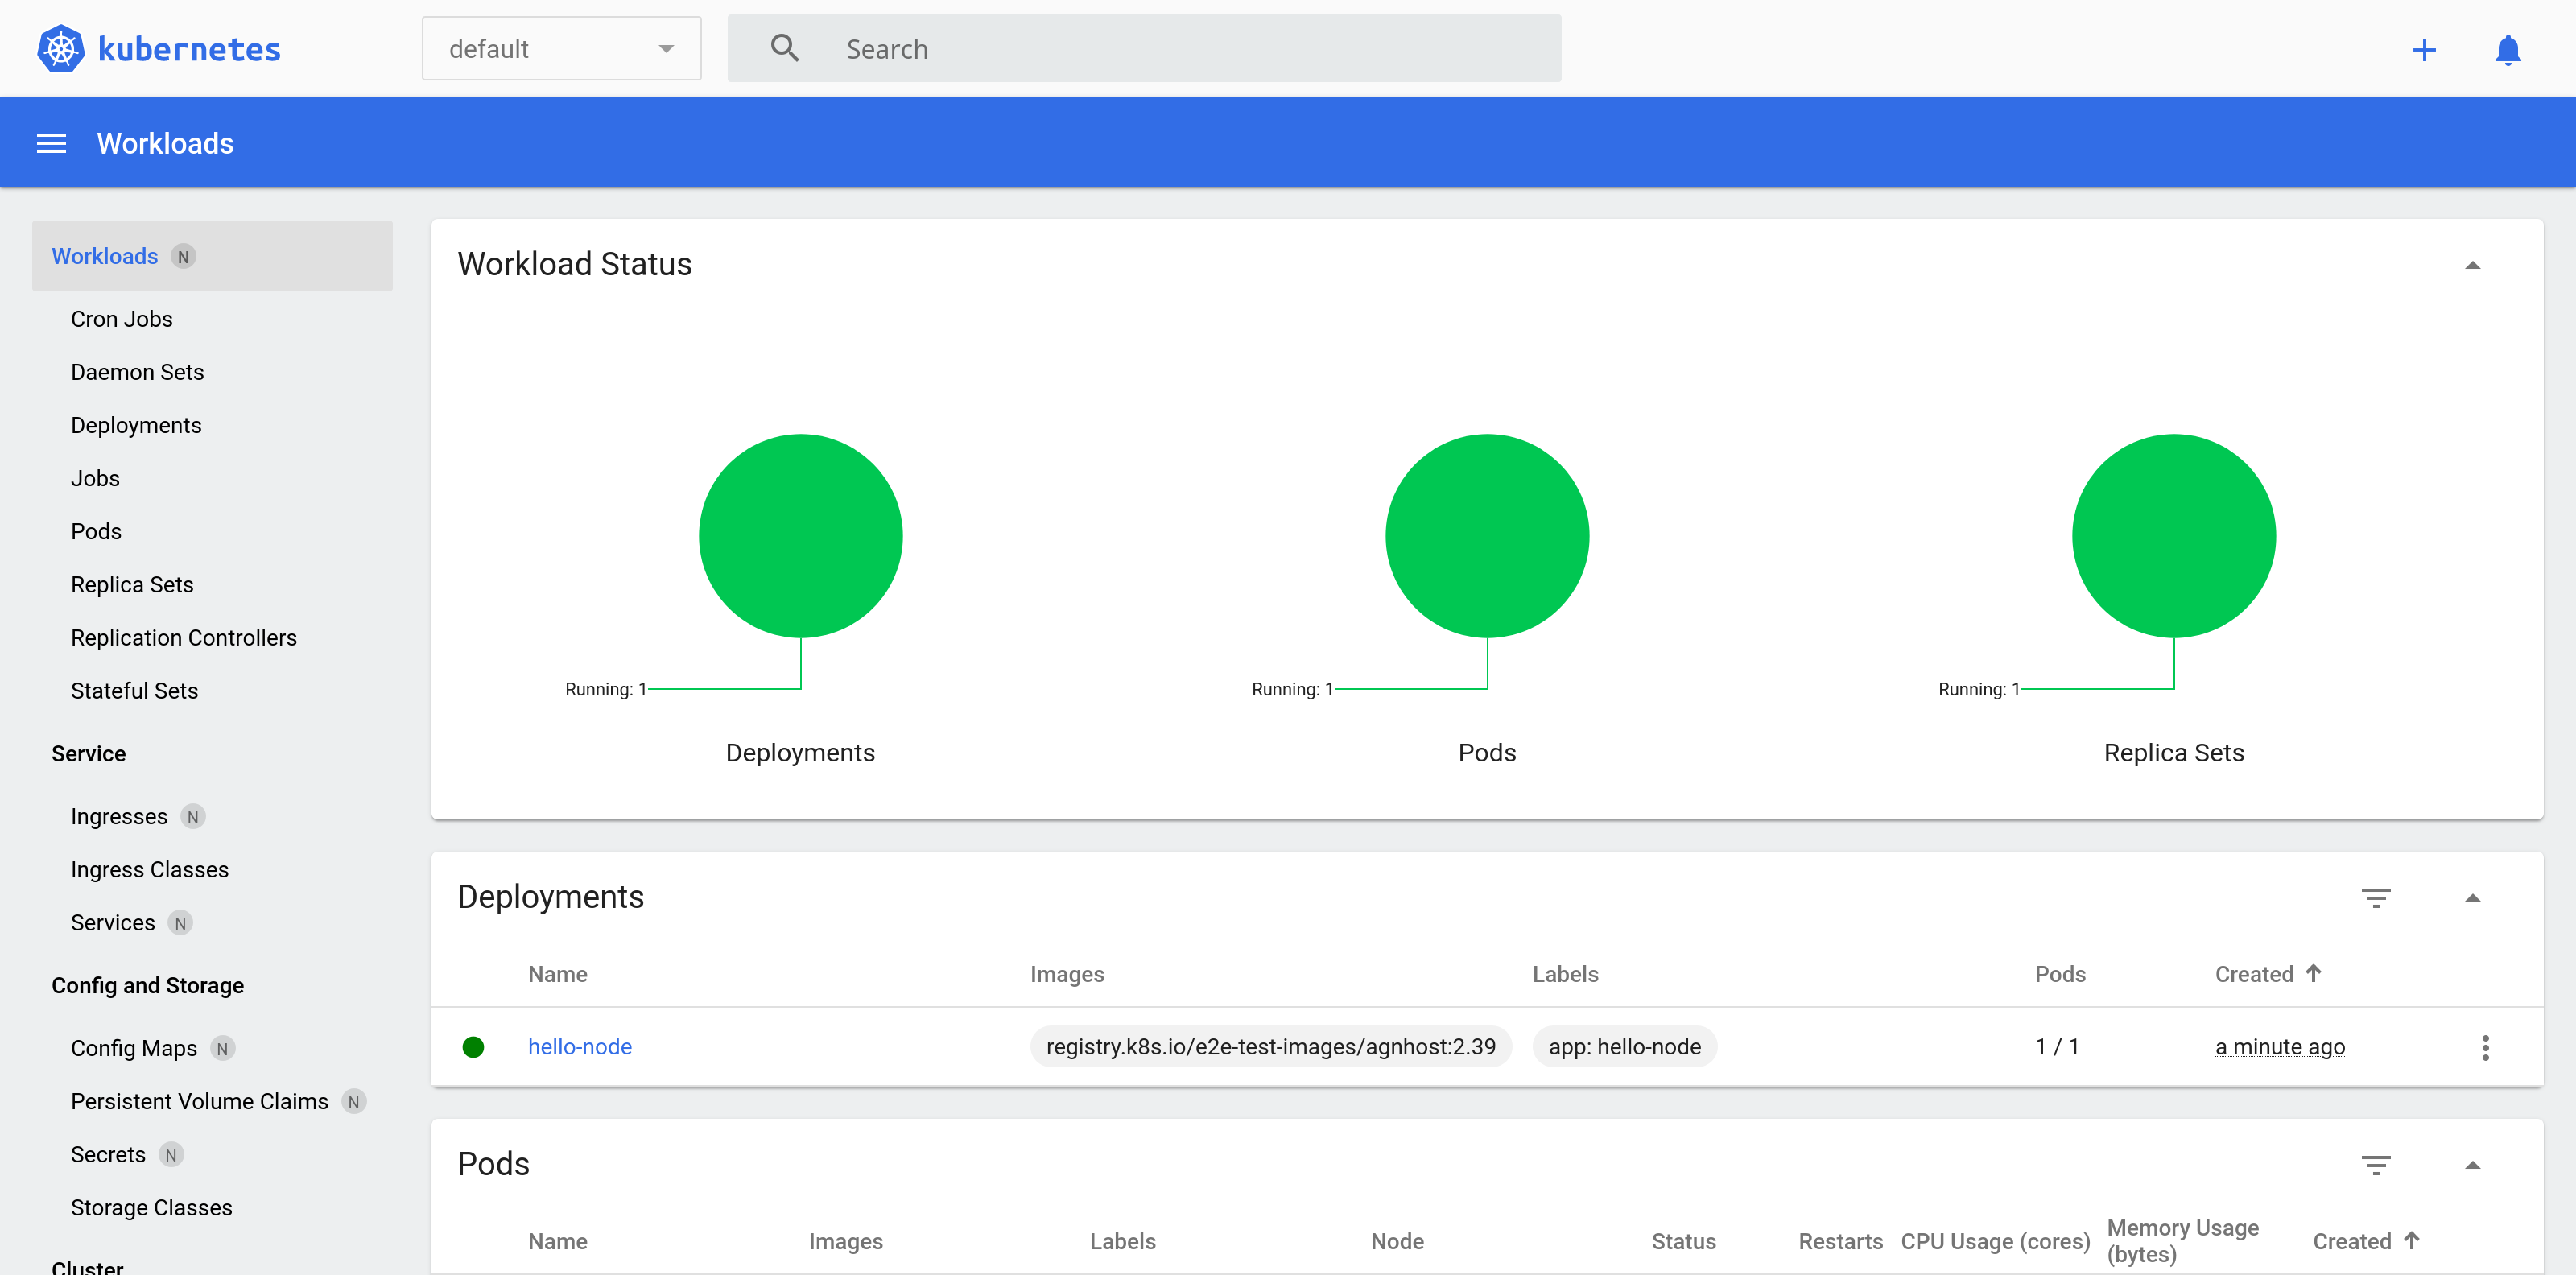 kubernetes
default
Search
Workloads
Workloads N
Cron Jobs
Daemon Sets
Deployments
Jobs
Pods
Replica Sets
Replication Controllers
Stateful Sets
Service
Ingresses N
Ingress Classes
Services N
Config and Storage
Config Maps N
Persistent Volume Claims N
Secrets N
Storage Classes
Cluster
Workload Status
Running: 1
Deployments
Running: 1
Pods
Running: 1
Replica Sets
Deployments
Name Images Labels Pods Created
hello-node registry.k8s.io/e2e-test-images/agnhost:2.39 app: hello-node 1 / 1 a minute ago
Pods
Name Images Labels Node Status Restarts CPU Usage (cores) Memory Usage (bytes) Created